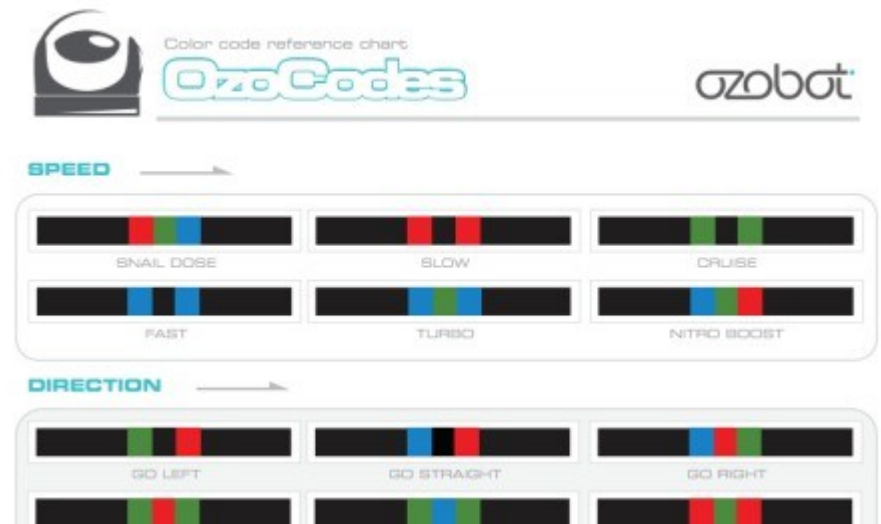 Color code reference chart
OzoCodes
ozobot
SPEED
SNAIL DOSE
SLOW
CRUISE
FAST
TURBO
NITRO BOOST
DIRECTION
GO LEFT
GO STRAIGHT
GO RIGHT